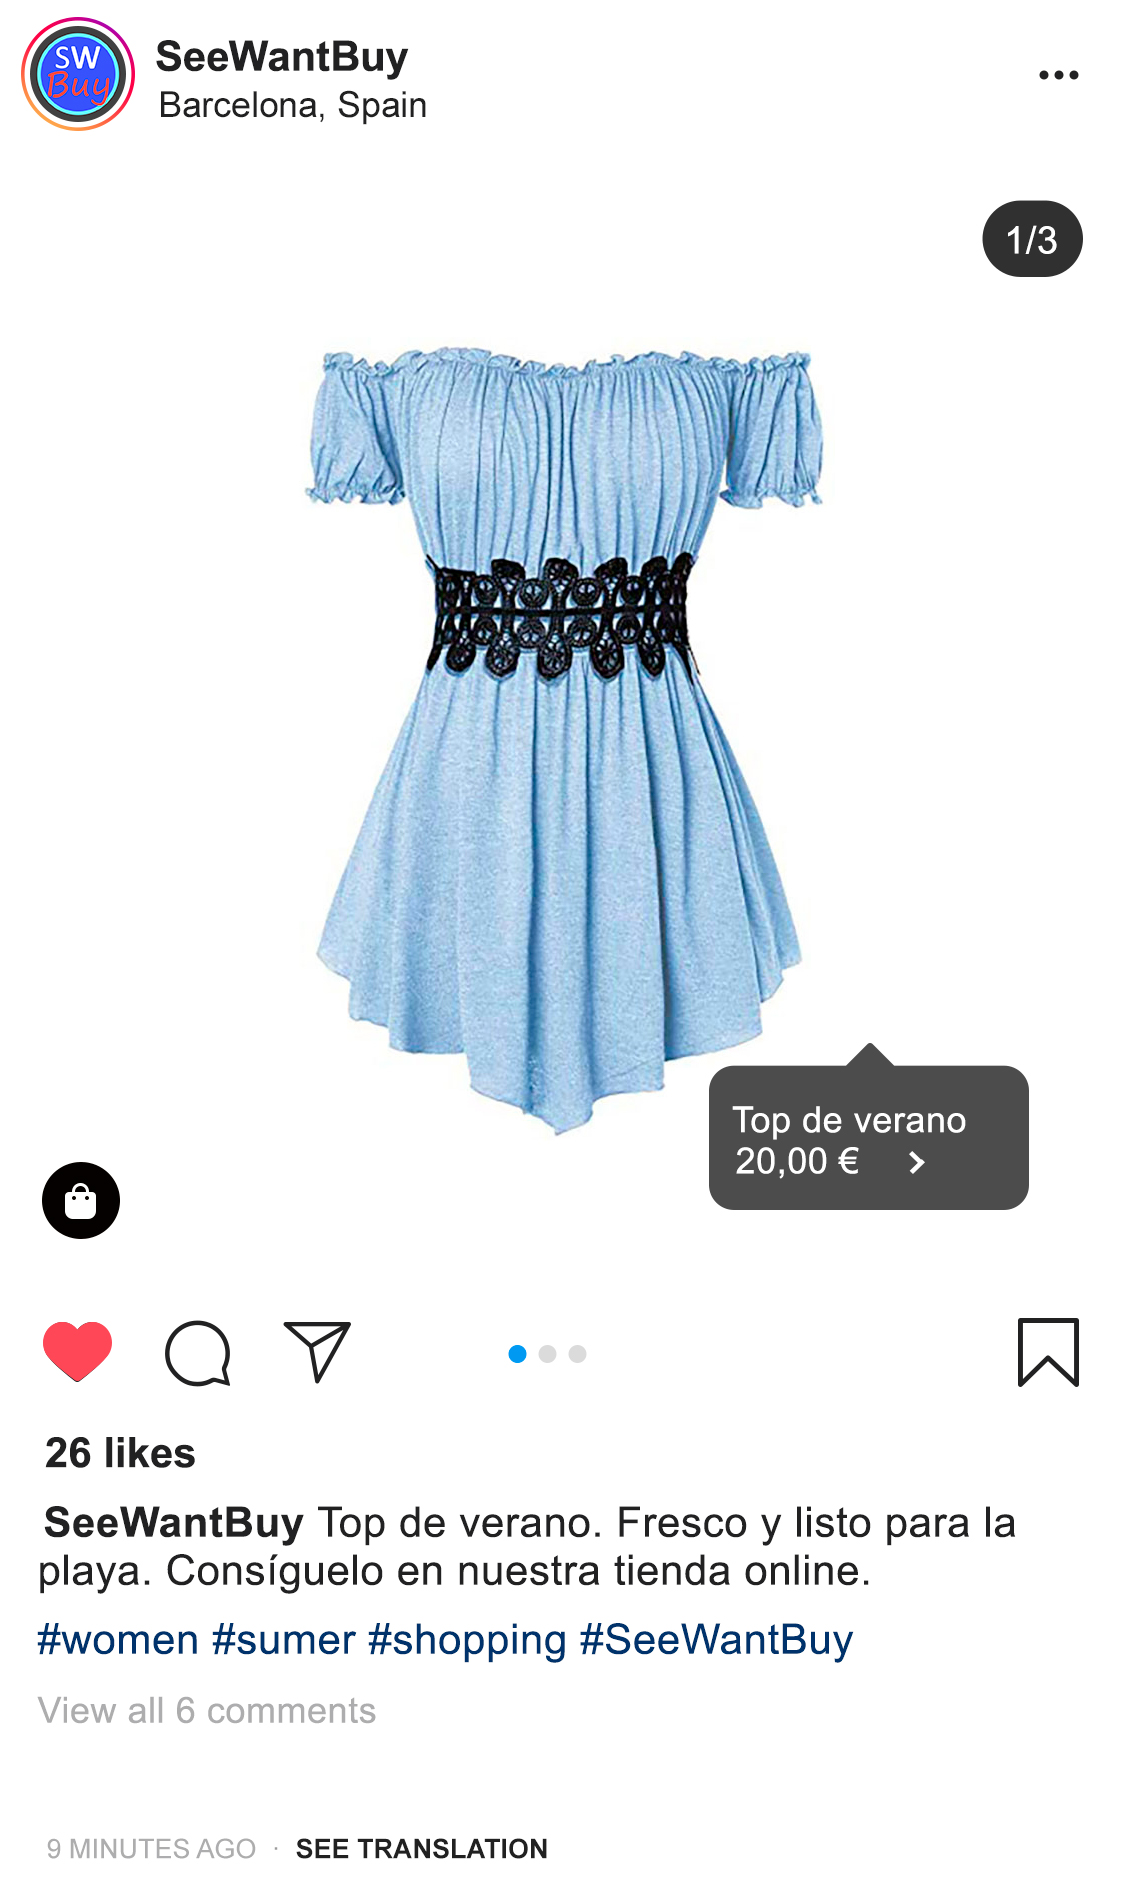 SW
Buy
SeeWantBuy
Barcelona, Spain
1/3
Top de verano
20,00 €
26 likes
SeeWantBuy Top de verano. Fresco y listo para la
playa. Consíguelo en nuestra tienda online.
#women #sumer #shopping #SeeWantBuy
View all 6 comments
9 MINUTES AGO · SEE TRANSLATION